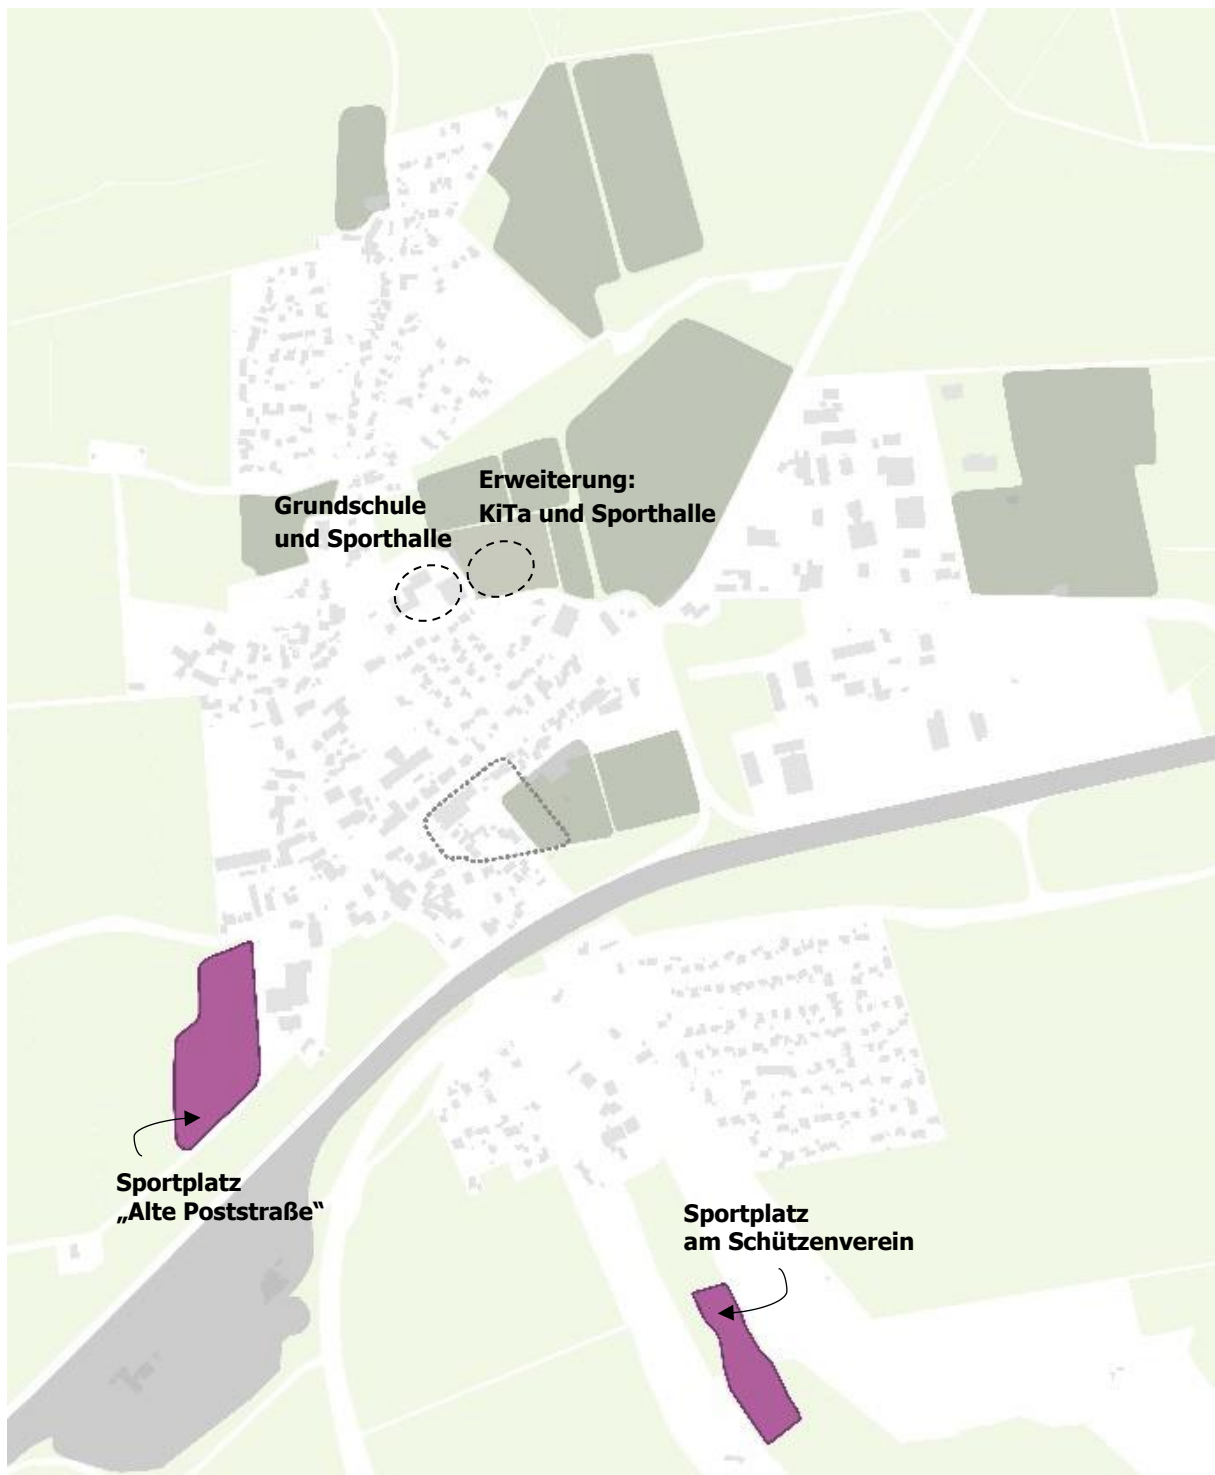 Grundschule
und Sporthalle
Erweiterung:
KiTa und Sporthalle
Sportplatz
„Alte Poststraße“
Sportplatz
am Schützenverein